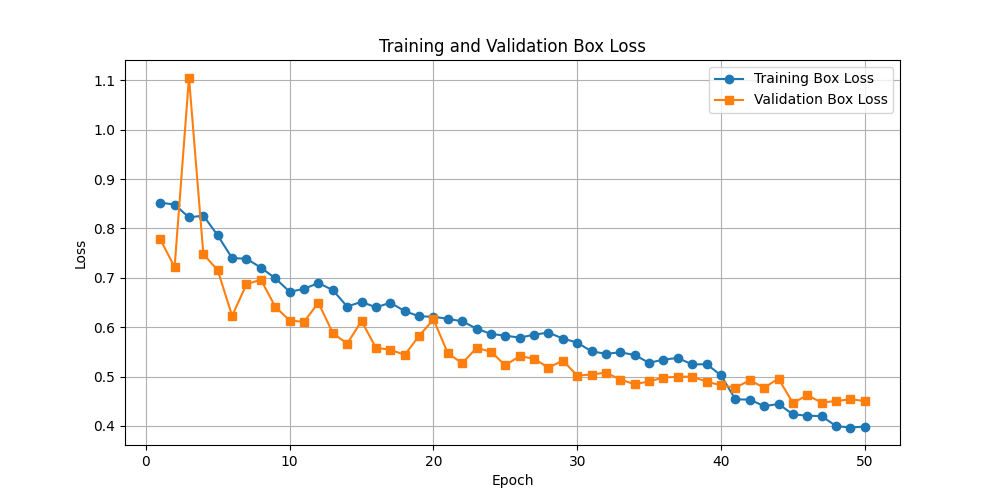 Training and Validation Box Loss
Training Box Loss
Validation Box Loss
Loss
1.1
1.0
0.9
0.8
0.7
0.6
0.5
0.4
0 10 20 30 40 50
Epoch